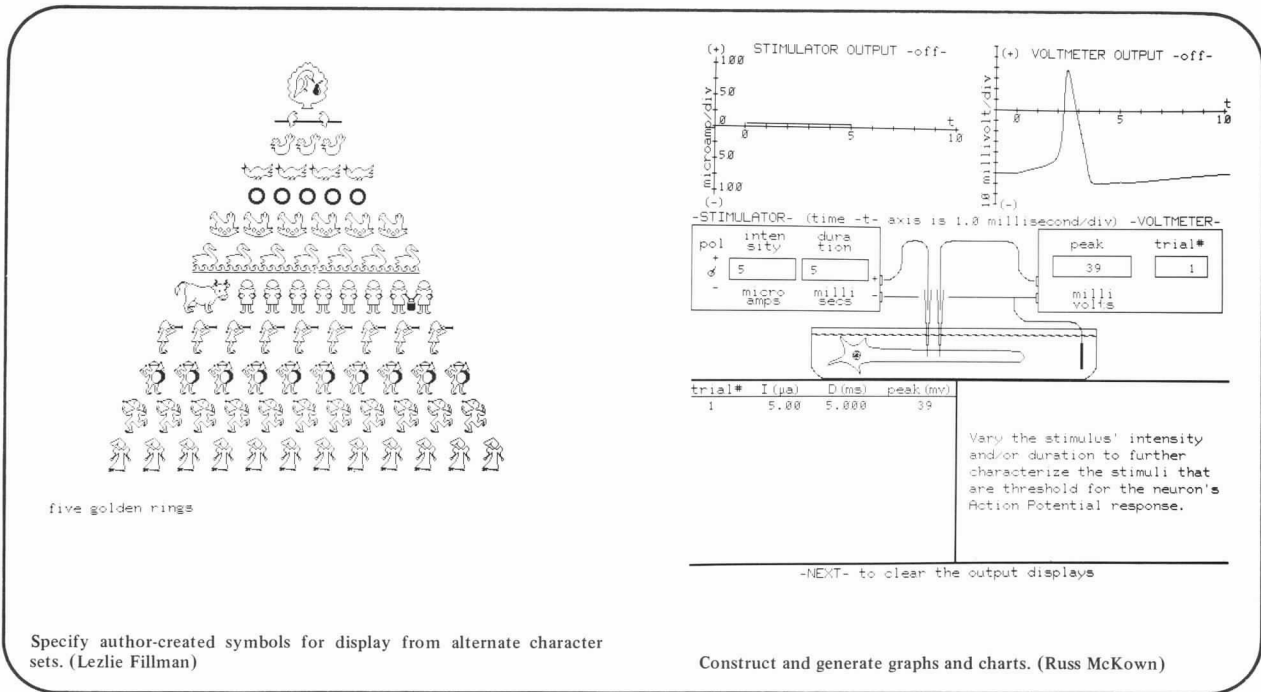 five golden rings
Specify author-created symbols for display from alternate character
sets. (Lezlie Fillman)
(+) STIMULATOR OUTPUT -off-
100
50
0
50
100
(-)
microamp/div
0 5 10
t
(+) VOLTMETER OUTPUT -off-
10 millivolt/div
0 5 10
t
(-)
-STIMULATOR- (time -t- axis is 1.0 millisecond/div) -VOLTMETER-
pol
+
-
inten
sity
5
micro
amps
dura
tion
5
milli
secs
+
-
peak
39
milli
volts
trial#
1
trial# I(µa) D(ms) peak(mv)
1 5.00 5.000 39
Vary the stimulus' intensity
and/or duration to further
characterize the stimuli that
are threshold for the neuron's
Action Potential response.
-NEXT- to clear the output displays
Construct and generate graphs and charts. (Russ McKown)